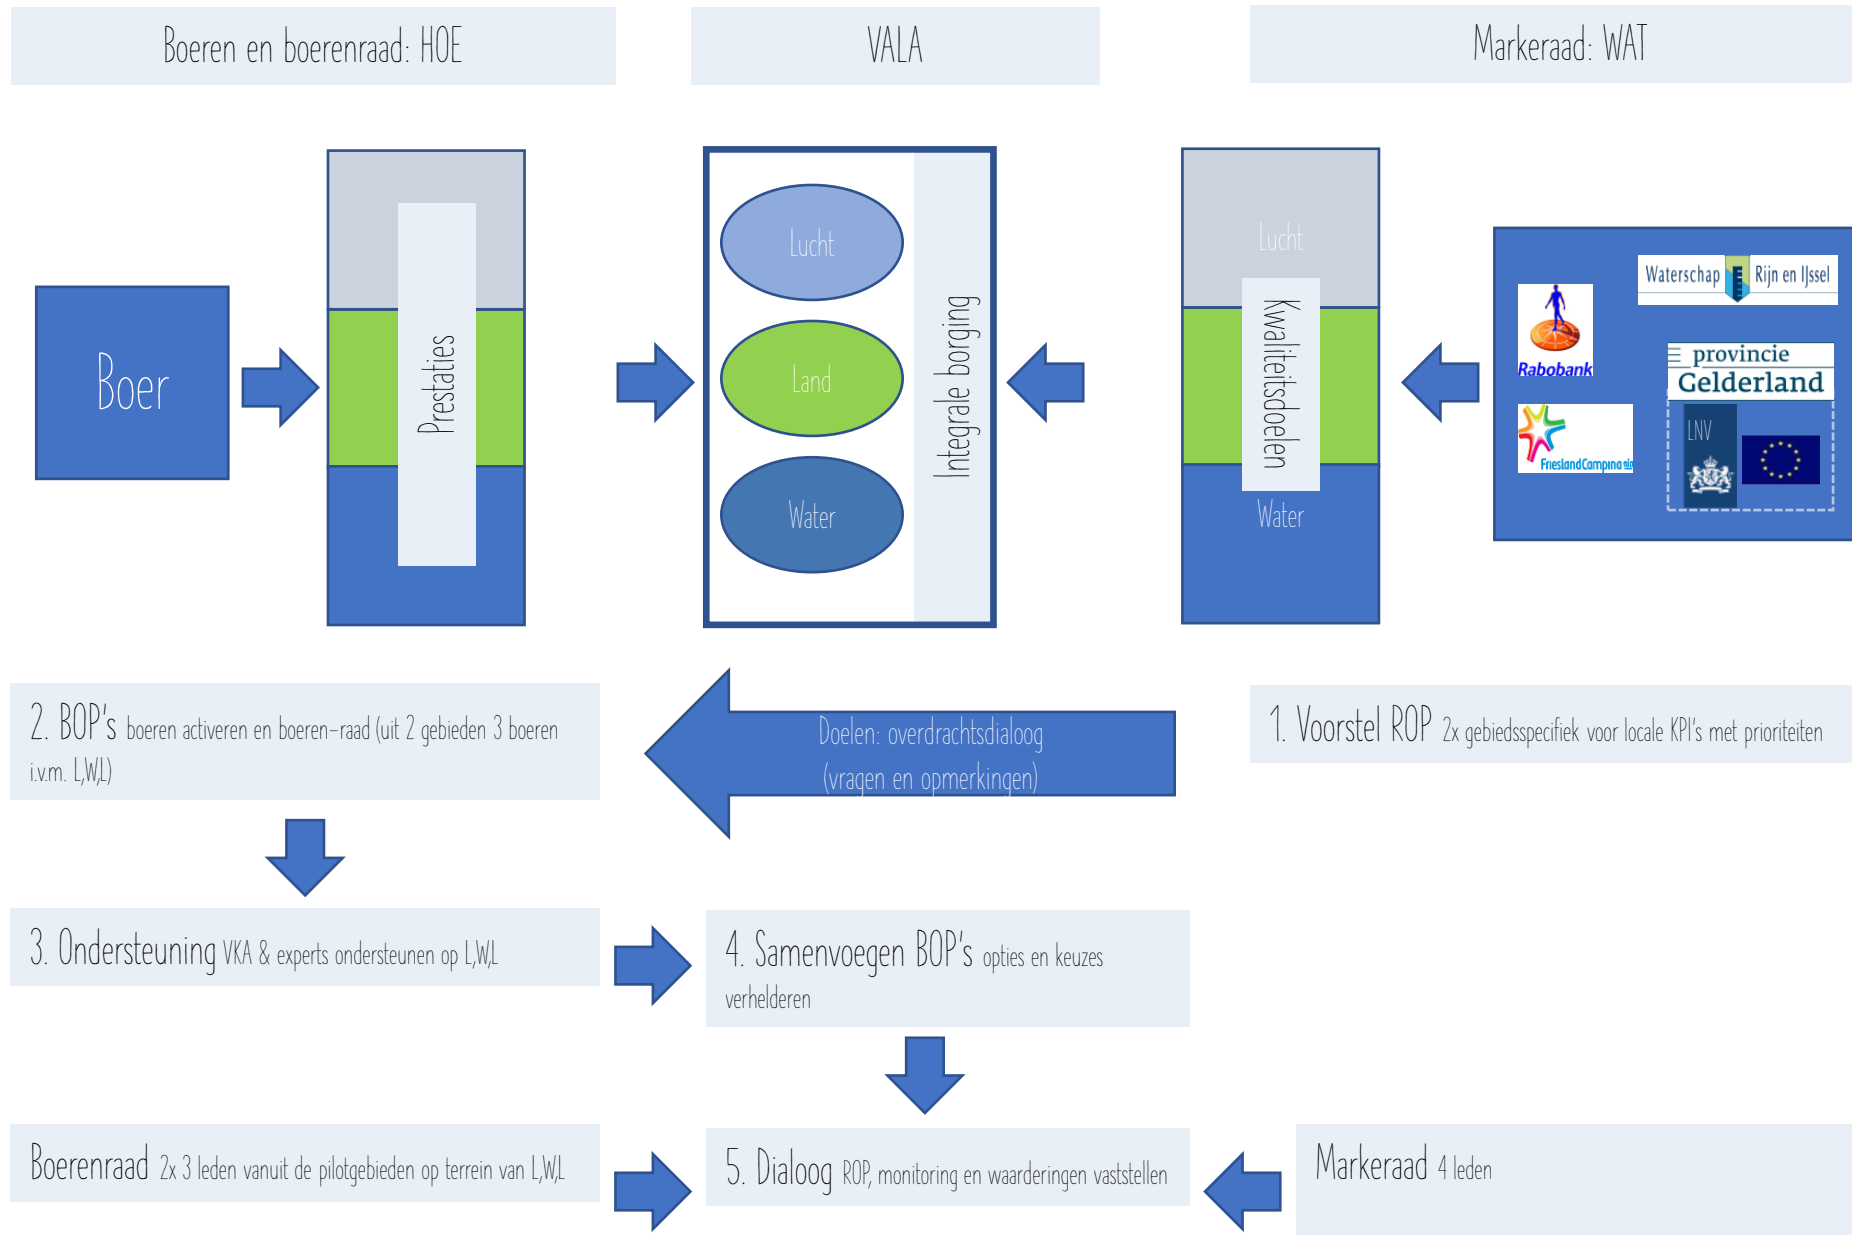 Boeren en boerenraad: HOE
VALA
Markeraad: WAT
Boer
Prestaties
Lucht
Land
Water
Integrale borging
Lucht
Kwaliteitsdoelen
Water
Waterschap Rijn en IJssel
Rabobank
provincie
Gelderland
FrieslandCampina
LNV
2. BOP's boeren activeren en boeren-raad (uit 2 gebieden 3 boeren
i.v.m. L,W,L)
Doelen: overdrachtsdialoog
(vragen en opmerkingen)
1. Voorstel ROP 2x gebiedsspecifiek voor locale KPI's met prioriteiten
3. Ondersteuning VKA & experts ondersteunen op L,W,L
4. Samenvoegen BOP's opties en keuzes
verhelderen
Boerenraad 2x 3 leden vanuit de pilotgebieden op terrein van L,W,L
5. Dialoog ROP, monitoring en waarderingen vaststellen
Markeraad 4 leden